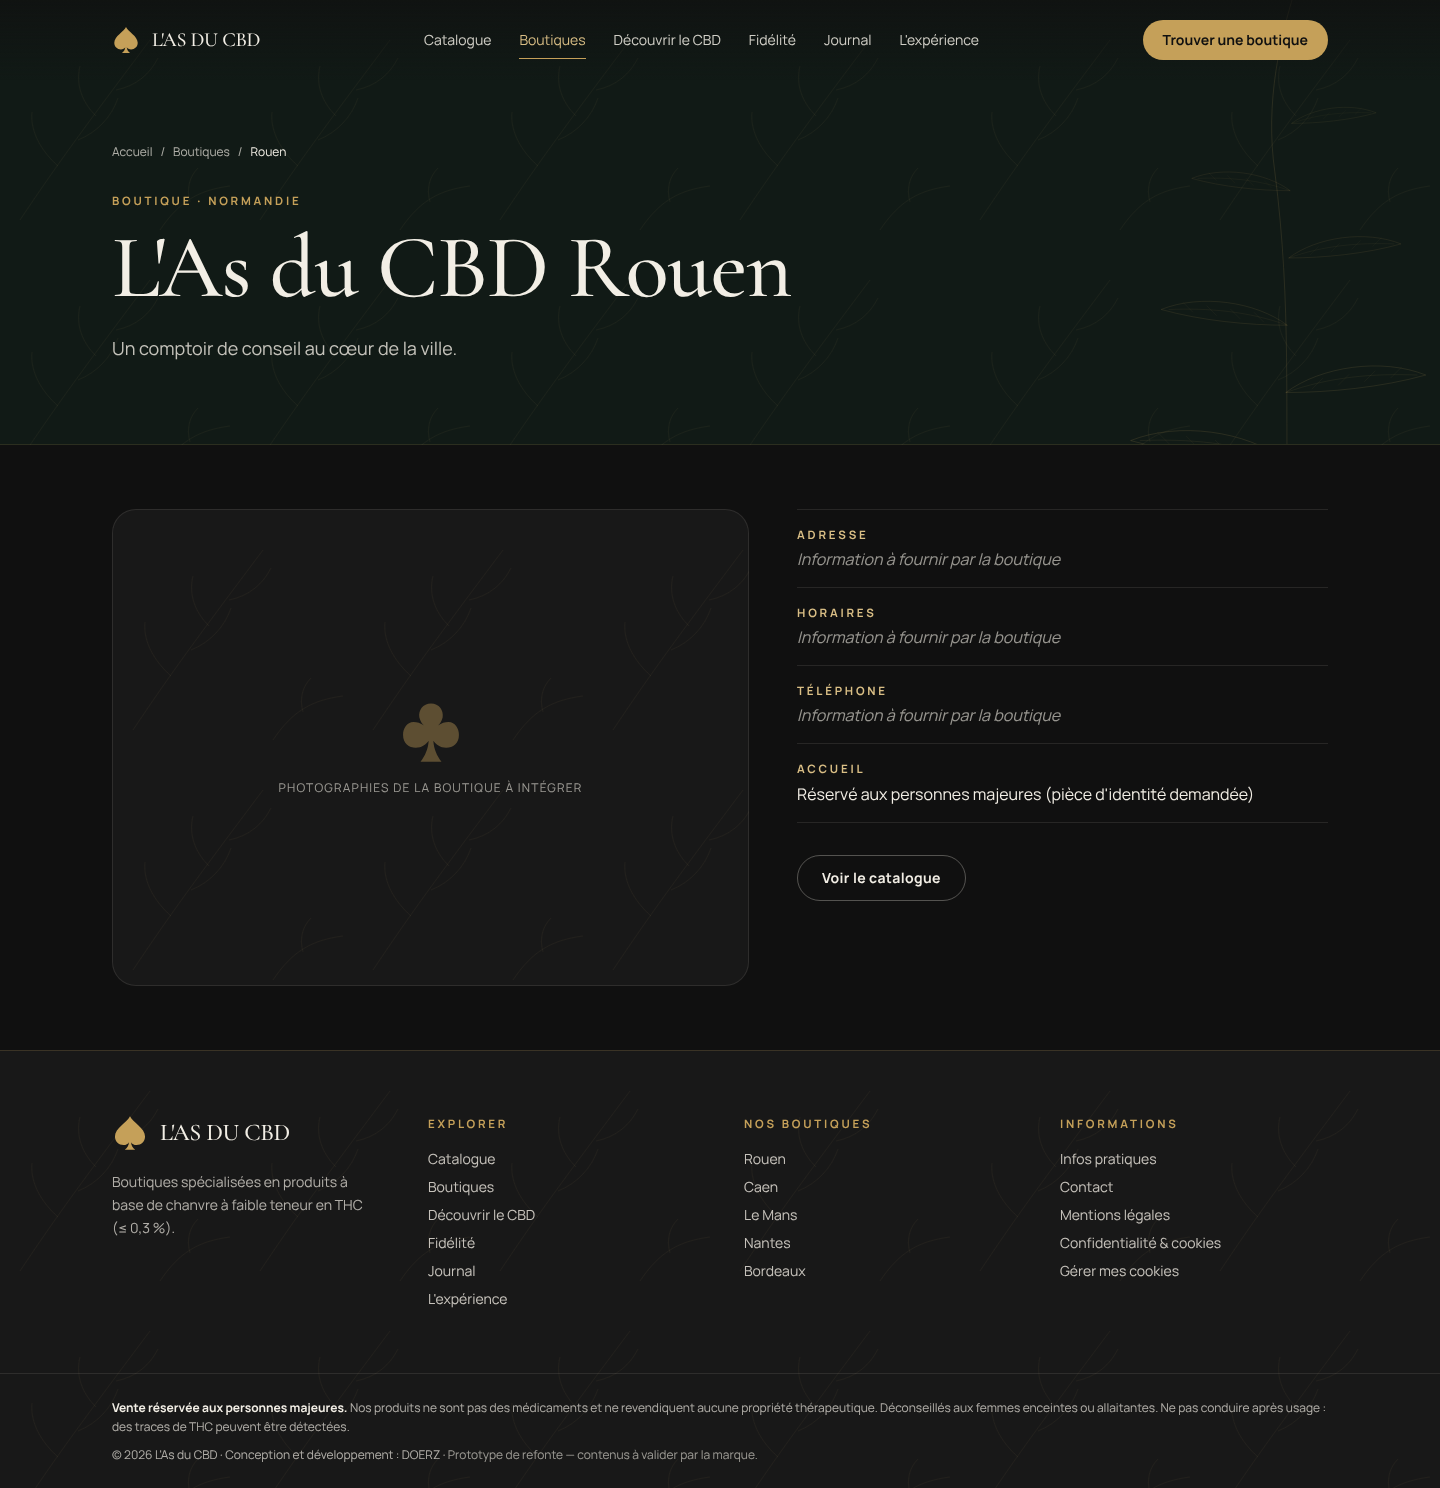 L'AS DU CBD
Catalogue
Boutiques
Découvrir le CBD
Fidélité
Journal
L'expérience
Trouver une boutique
Accueil / Boutiques / Rouen
BOUTIQUE · NORMANDIE
L'As du CBD Rouen
Un comptoir de conseil au cœur de la ville.
PHOTOGRAPHIES DE LA BOUTIQUE À INTÉGRER
ADRESSE
Information à fournir par la boutique
HORAIRES
Information à fournir par la boutique
TÉLÉPHONE
Information à fournir par la boutique
ACCUEIL
Réservé aux personnes majeures (pièce d'identité demandée)
Voir le catalogue
L'AS DU CBD
Boutiques spécialisées en produits à
base de chanvre à faible teneur en THC
(≤ 0,3 %).
EXPLORER
Catalogue
Boutiques
Découvrir le CBD
Fidélité
Journal
L'expérience
NOS BOUTIQUES
Rouen
Caen
Le Mans
Nantes
Bordeaux
INFORMATIONS
Infos pratiques
Contact
Mentions légales
Confidentialité & cookies
Gérer mes cookies
Vente réservée aux personnes majeures. Nos produits ne sont pas des médicaments et ne revendiquent aucune propriété thérapeutique. Déconseillés aux femmes enceintes ou allaitantes. Ne pas conduire après usage :
des traces de THC peuvent être détectées.
© 2026 L'As du CBD · Conception et développement : DOERZ · Prototype de refonte — contenus à valider par la marque.